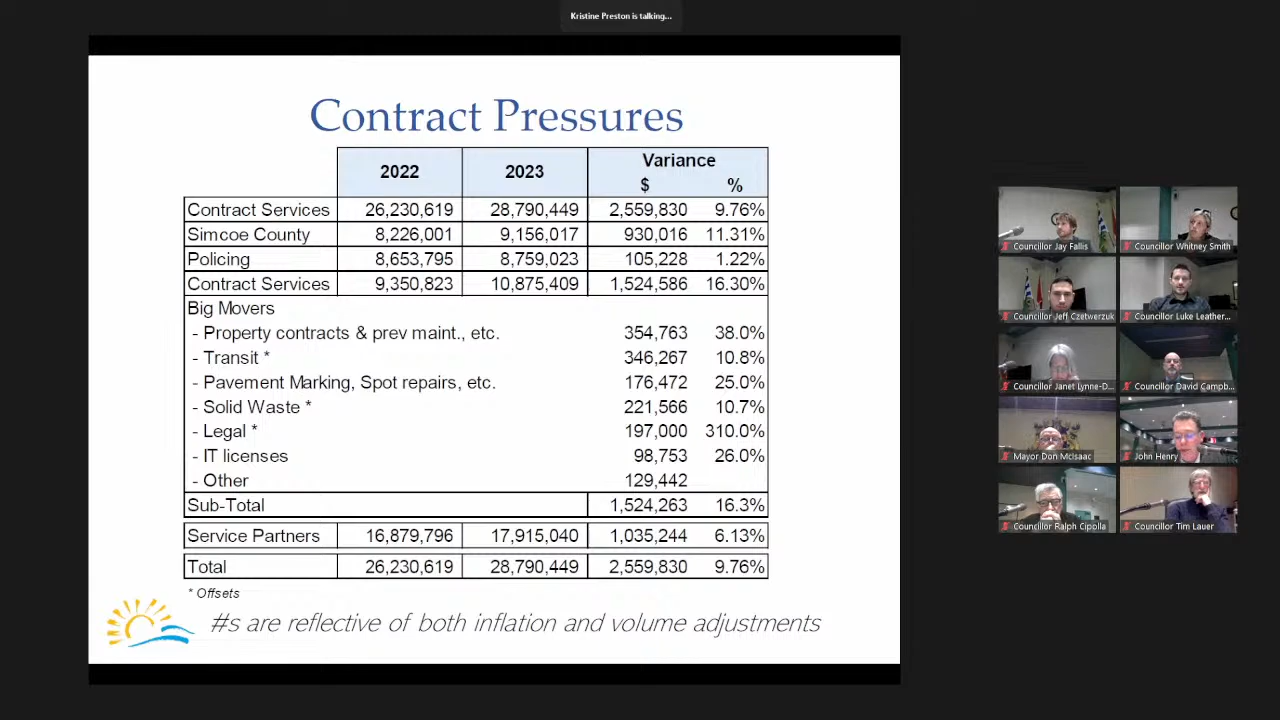 Kristine Preston is talking...
Contract Pressures
2022 2023 Variance
$ %
Contract Services 26,230,619 28,790,449 2,559,830 9.76%
Simcoe County 8,226,001 9,156,017 930,016 11.31%
Policing 8,653,795 8,759,023 105,228 1.22%
Contract Services 9,350,823 10,875,409 1,524,586 16.30%
Big Movers
- Property contracts & prev maint., etc. 354,763 38.0%
- Transit * 346,267 10.8%
- Pavement Marking, Spot repairs, etc. 176,472 25.0%
- Solid Waste * 221,566 10.7%
- Legal * 197,000 310.0%
- IT licenses 98,753 26.0%
- Other 129,442
Sub-Total 1,524,263 16.3%
Service Partners 16,879,796 17,915,040 1,035,244 6.13%
Total 26,230,619 28,790,449 2,559,830 9.76%
* Offsets
#s are reflective of both inflation and volume adjustments
Councillor Jay Fallis Councillor Whitney Smith
Councillor Jeff Czetwerzuk Councillor Luke Leather...
Councillor Janet Lynne-D... Councillor David Campb...
Mayor Don McIsaac John Henry
Councillor Ralph Cipolla Councillor Tim Lauer